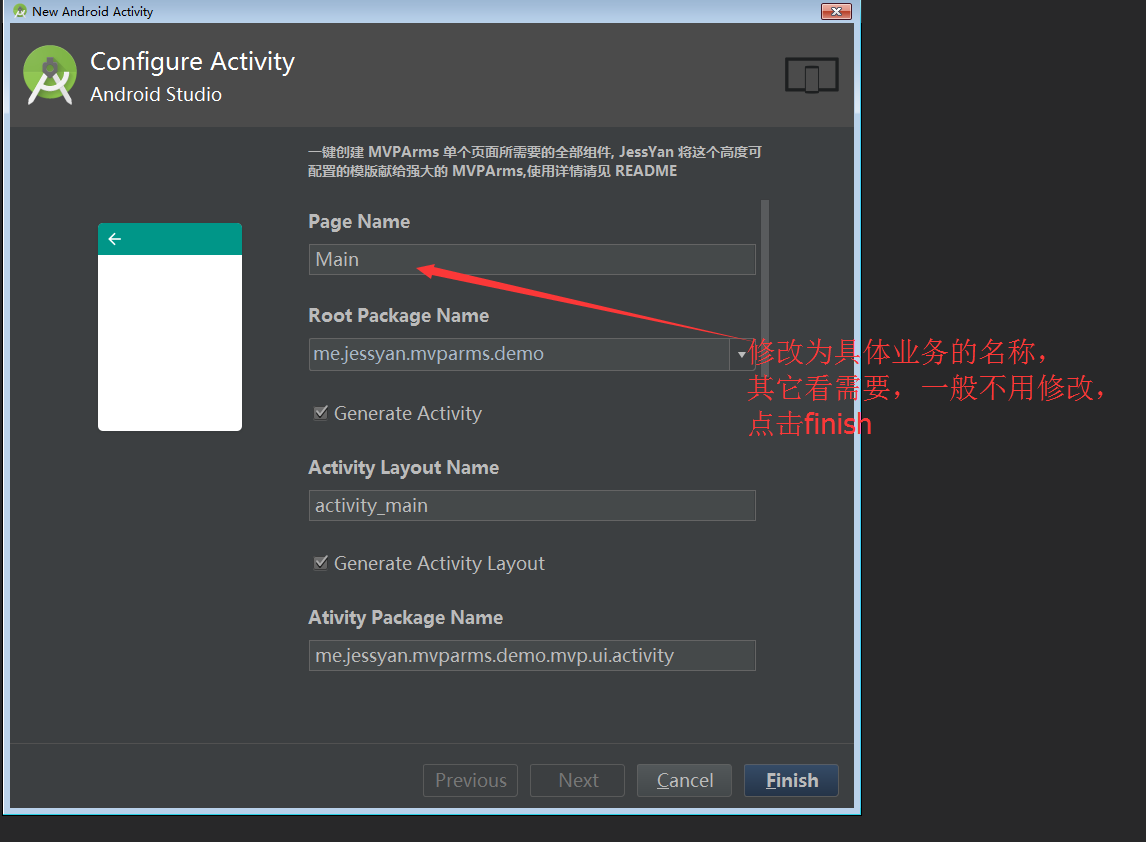 New Android Activity
Configure Activity
Android Studio
一键创建 MVPArms 单个页面所需要的全部组件, JessYan 将这个高度可
配置的模版献给强大的 MVPArms,使用详情请见 README
Page Name
Main
Root Package Name
me.jessyan.mvparms.demo
修改为具体业务的名称，
其它看需要，一般不用修改，
点击finish
Generate Activity
Activity Layout Name
activity_main
Generate Activity Layout
Ativity Package Name
me.jessyan.mvparms.demo.mvp.ui.activity
Previous
Next
Cancel
Finish